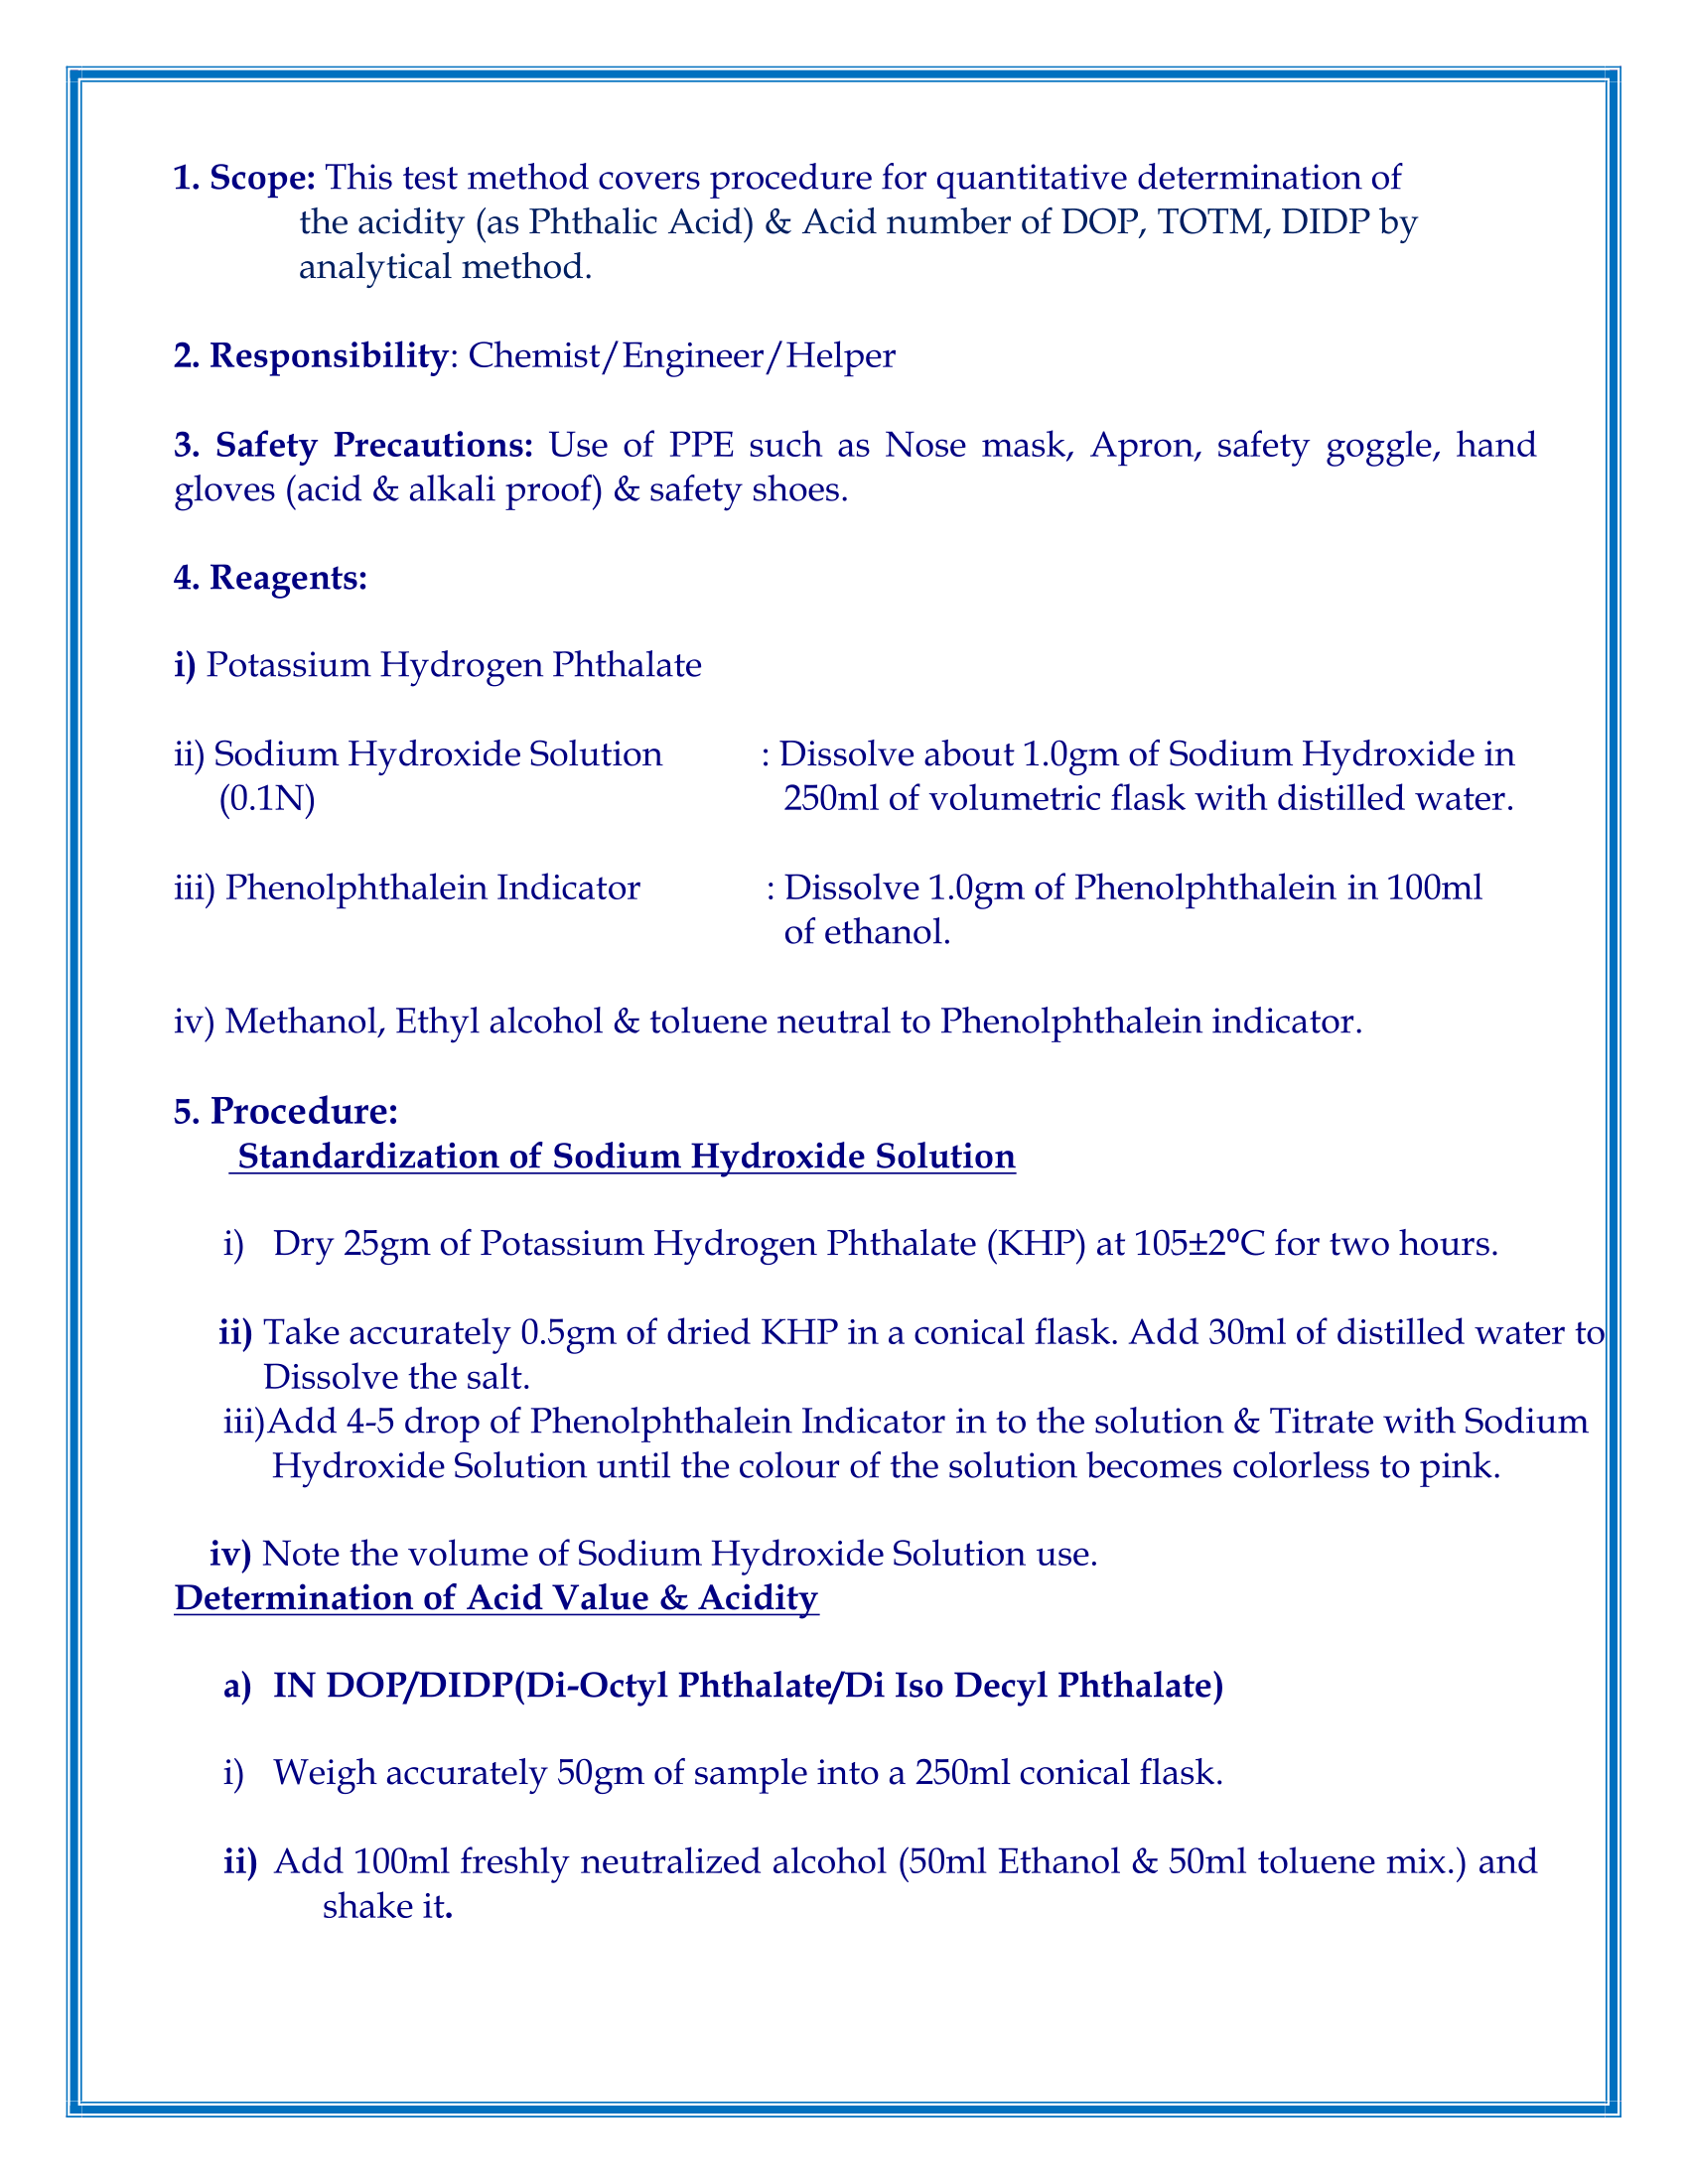 1. Scope: This test method covers procedure for quantitative determination of
the acidity (as Phthalic Acid) & Acid number of DOP, TOTM, DIDP by
analytical method.
2. Responsibility: Chemist/Engineer/Helper
3. Safety Precautions: Use of PPE such as Nose mask, Apron, safety goggle, hand
gloves (acid & alkali proof) & safety shoes.
4. Reagents:
i) Potassium Hydrogen Phthalate
ii) Sodium Hydroxide Solution : Dissolve about 1.0gm of Sodium Hydroxide in
(0.1N) 250ml of volumetric flask with distilled water.
iii) Phenolphthalein Indicator : Dissolve 1.0gm of Phenolphthalein in 100ml
of ethanol.
iv) Methanol, Ethyl alcohol & toluene neutral to Phenolphthalein indicator.
5. Procedure:
Standardization of Sodium Hydroxide Solution
i) Dry 25gm of Potassium Hydrogen Phthalate (KHP) at 105±2⁰C for two hours.
ii) Take accurately 0.5gm of dried KHP in a conical flask. Add 30ml of distilled water to
Dissolve the salt.
iii)Add 4-5 drop of Phenolphthalein Indicator in to the solution & Titrate with Sodium
Hydroxide Solution until the colour of the solution becomes colorless to pink.
iv) Note the volume of Sodium Hydroxide Solution use.
Determination of Acid Value & Acidity
a) IN DOP/DIDP(Di-Octyl Phthalate/Di Iso Decyl Phthalate)
i) Weigh accurately 50gm of sample into a 250ml conical flask.
ii) Add 100ml freshly neutralized alcohol (50ml Ethanol & 50ml toluene mix.) and
shake it.